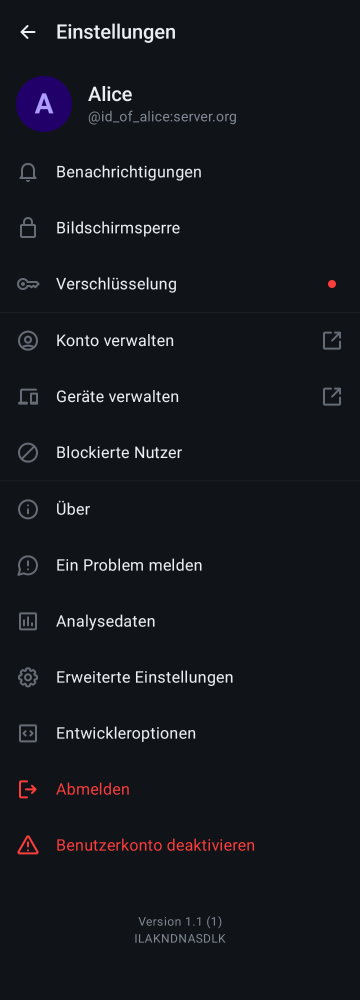 Einstellungen
A
Alice
@id_of_alice:server.org
Benachrichtigungen
Bildschirmsperre
Verschlüsselung
Konto verwalten
Geräte verwalten
Blockierte Nutzer
Über
Ein Problem melden
Analysedaten
Erweiterte Einstellungen
Entwickleroptionen
Abmelden
Benutzerkonto deaktivieren
Version 1.1 (1)
ILAKNDNASDLK